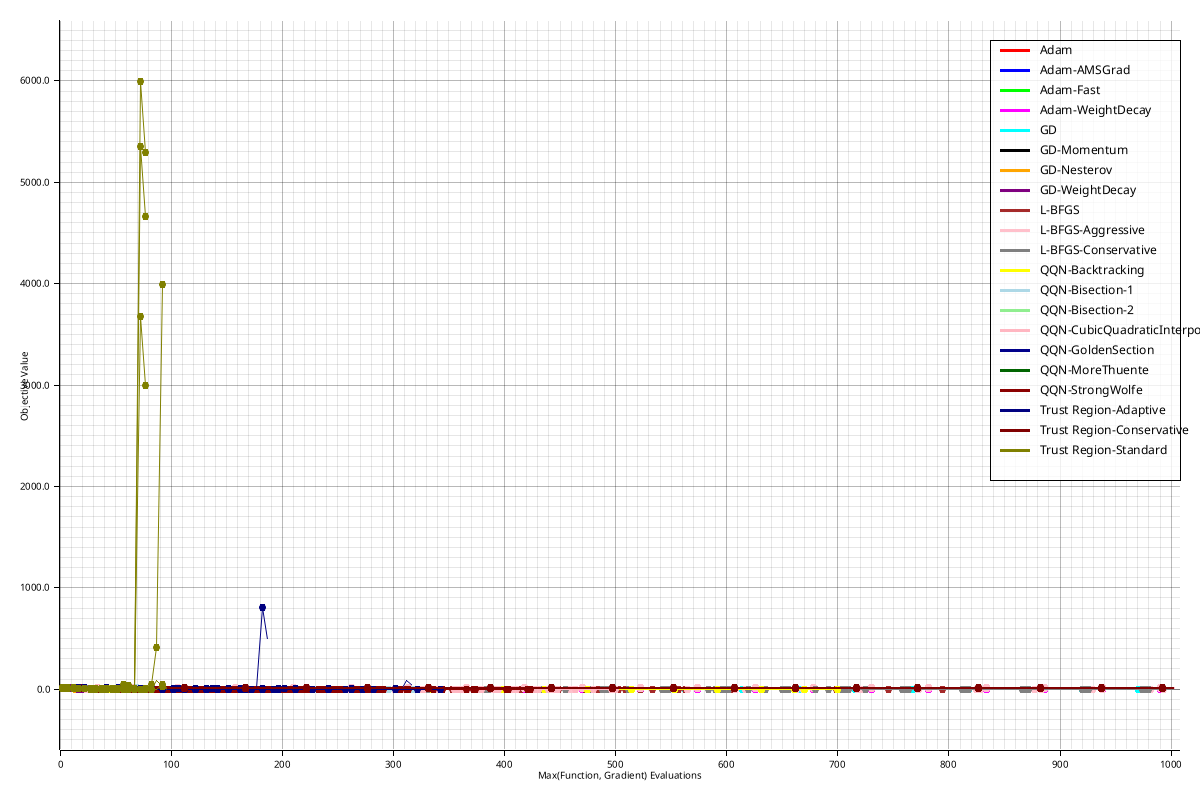 6000.0
5000.0
4000.0
3000.0
2000.0
1000.0
0.0
Objective Value
0
100
200
300
400
500
600
700
800
900
1000
Max(Function, Gradient) Evaluations
Adam
Adam-AMSGrad
Adam-Fast
Adam-WeightDecay
GD
GD-Momentum
GD-Nesterov
GD-WeightDecay
L-BFGS
L-BFGS-Aggressive
L-BFGS-Conservative
QQN-Backtracking
QQN-Bisection-1
QQN-Bisection-2
QQN-CubicQuadraticInterpo
QQN-GoldenSection
QQN-MoreThuente
QQN-StrongWolfe
Trust Region-Adaptive
Trust Region-Conservative
Trust Region-Standard